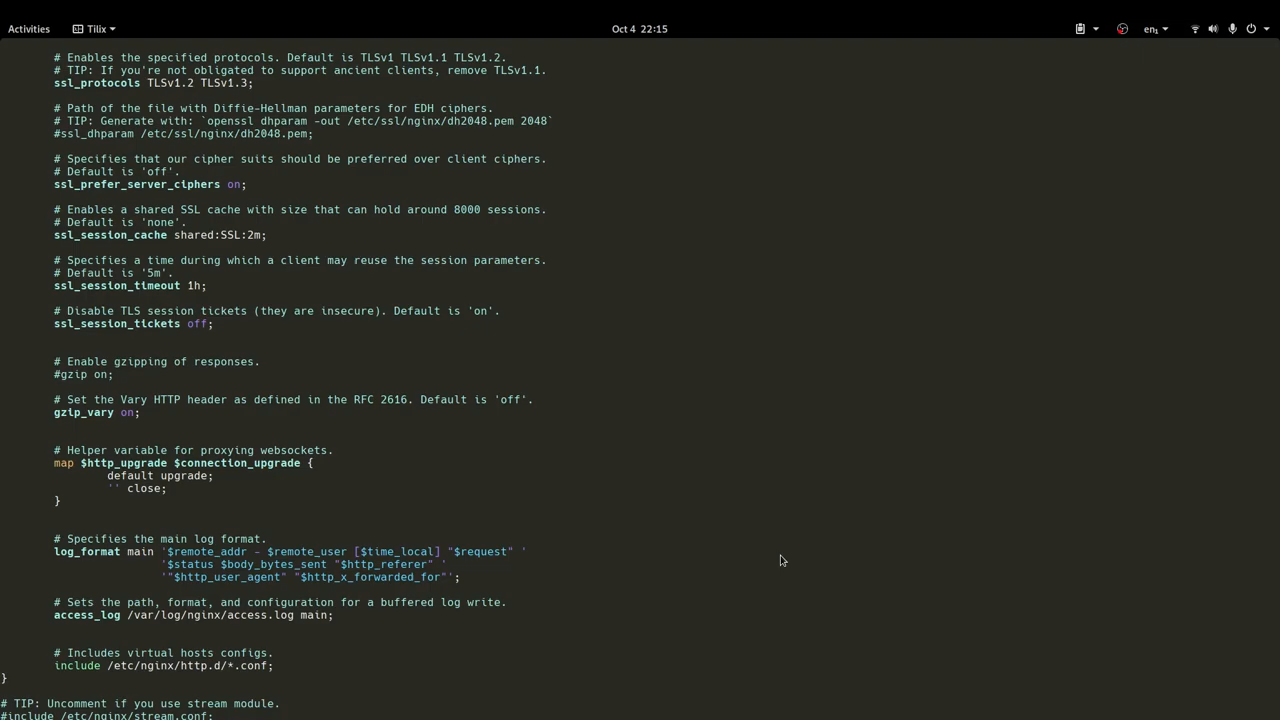 Activities Tilix Oct 4 22:15 en₁
# Enables the specified protocols. Default is TLSv1 TLSv1.1 TLSv1.2.
# TIP: If you're not obligated to support ancient clients, remove TLSv1.1.
ssl_protocols TLSv1.2 TLSv1.3;
# Path of the file with Diffie-Hellman parameters for EDH ciphers.
# TIP: Generate with: `openssl dhparam -out /etc/ssl/nginx/dh2048.pem 2048`
#ssl_dhparam /etc/ssl/nginx/dh2048.pem;
# Specifies that our cipher suits should be preferred over client ciphers.
# Default is 'off'.
ssl_prefer_server_ciphers on;
# Enables a shared SSL cache with size that can hold around 8000 sessions.
# Default is 'none'.
ssl_session_cache shared:SSL:2m;
# Specifies a time during which a client may reuse the session parameters.
# Default is '5m'.
ssl_session_timeout 1h;
# Disable TLS session tickets (they are insecure). Default is 'on'.
ssl_session_tickets off;
# Enable gzipping of responses.
#gzip on;
# Set the Vary HTTP header as defined in the RFC 2616. Default is 'off'.
gzip_vary on;
# Helper variable for proxying websockets.
map $http_upgrade $connection_upgrade {
default upgrade;
'' close;
}
# Specifies the main log format.
log_format main '$remote_addr - $remote_user [$time_local] "$request" '
'$status $body_bytes_sent "$http_referer" '
'"$http_user_agent" "$http_x_forwarded_for"';
# Sets the path, format, and configuration for a buffered log write.
access_log /var/log/nginx/access.log main;
# Includes virtual hosts configs.
include /etc/nginx/http.d/*.conf;
}
# TIP: Uncomment if you use stream module.
#include /etc/nginx/stream.conf;